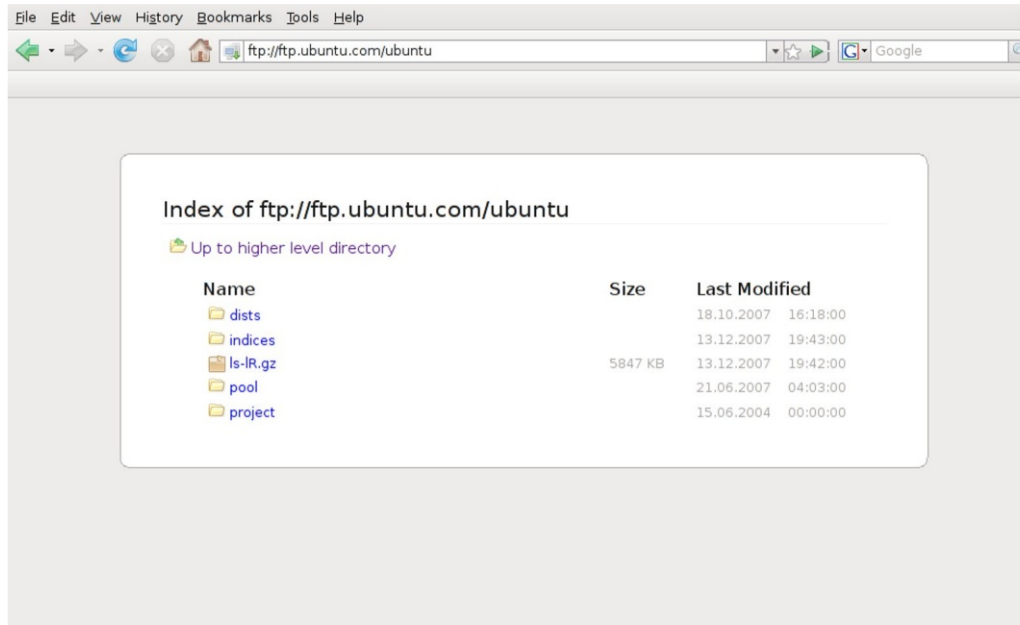 File Edit View History Bookmarks Tools Help
ftp://ftp.ubuntu.com/ubuntu G Google
Index of ftp://ftp.ubuntu.com/ubuntu
Up to higher level directory
Name Size Last Modified
dists 18.10.2007 16:18:00
indices 13.12.2007 19:43:00
ls-lR.gz 5847 KB 13.12.2007 19:42:00
pool 21.06.2007 04:03:00
project 15.06.2004 00:00:00